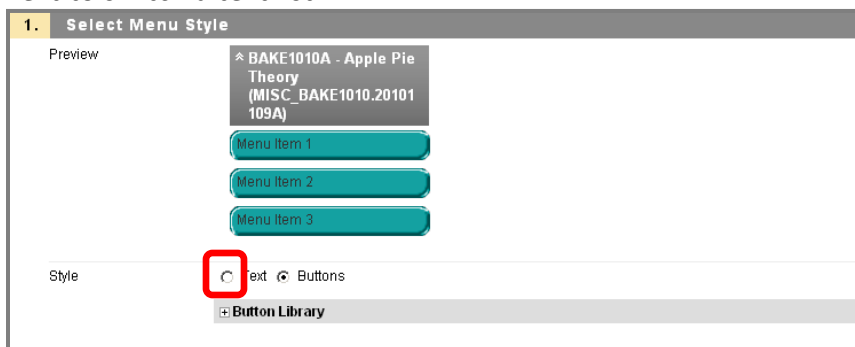 1. Select Menu Style
Preview
BAKE1010A - Apple Pie
Theory
(MISC_BAKE1010.20101
109A)
Menu Item 1
Menu Item 2
Menu Item 3
Style Text Buttons
Button Library